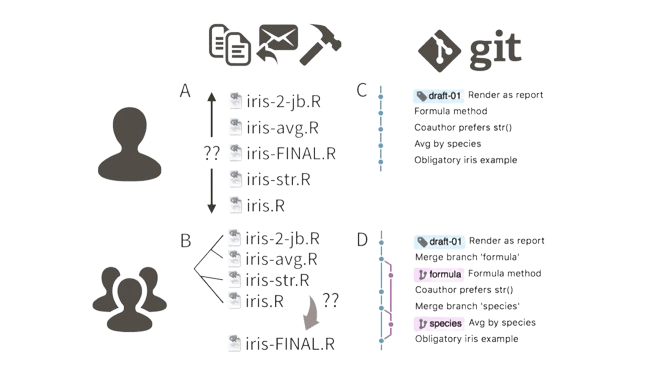 git
A
iris-2-jb.R
iris-avg.R
?? iris-FINAL.R
iris-str.R
iris.R
C
draft-01 Render as report
Formula method
Coauthor prefers str()
Avg by species
Obligatory iris example
B
iris-2-jb.R
iris-avg.R
iris-str.R
iris.R ??
iris-FINAL.R
D
draft-01 Render as report
Merge branch 'formula'
formula Formula method
Coauthor prefers str()
Merge branch 'species'
species Avg by species
Obligatory iris example